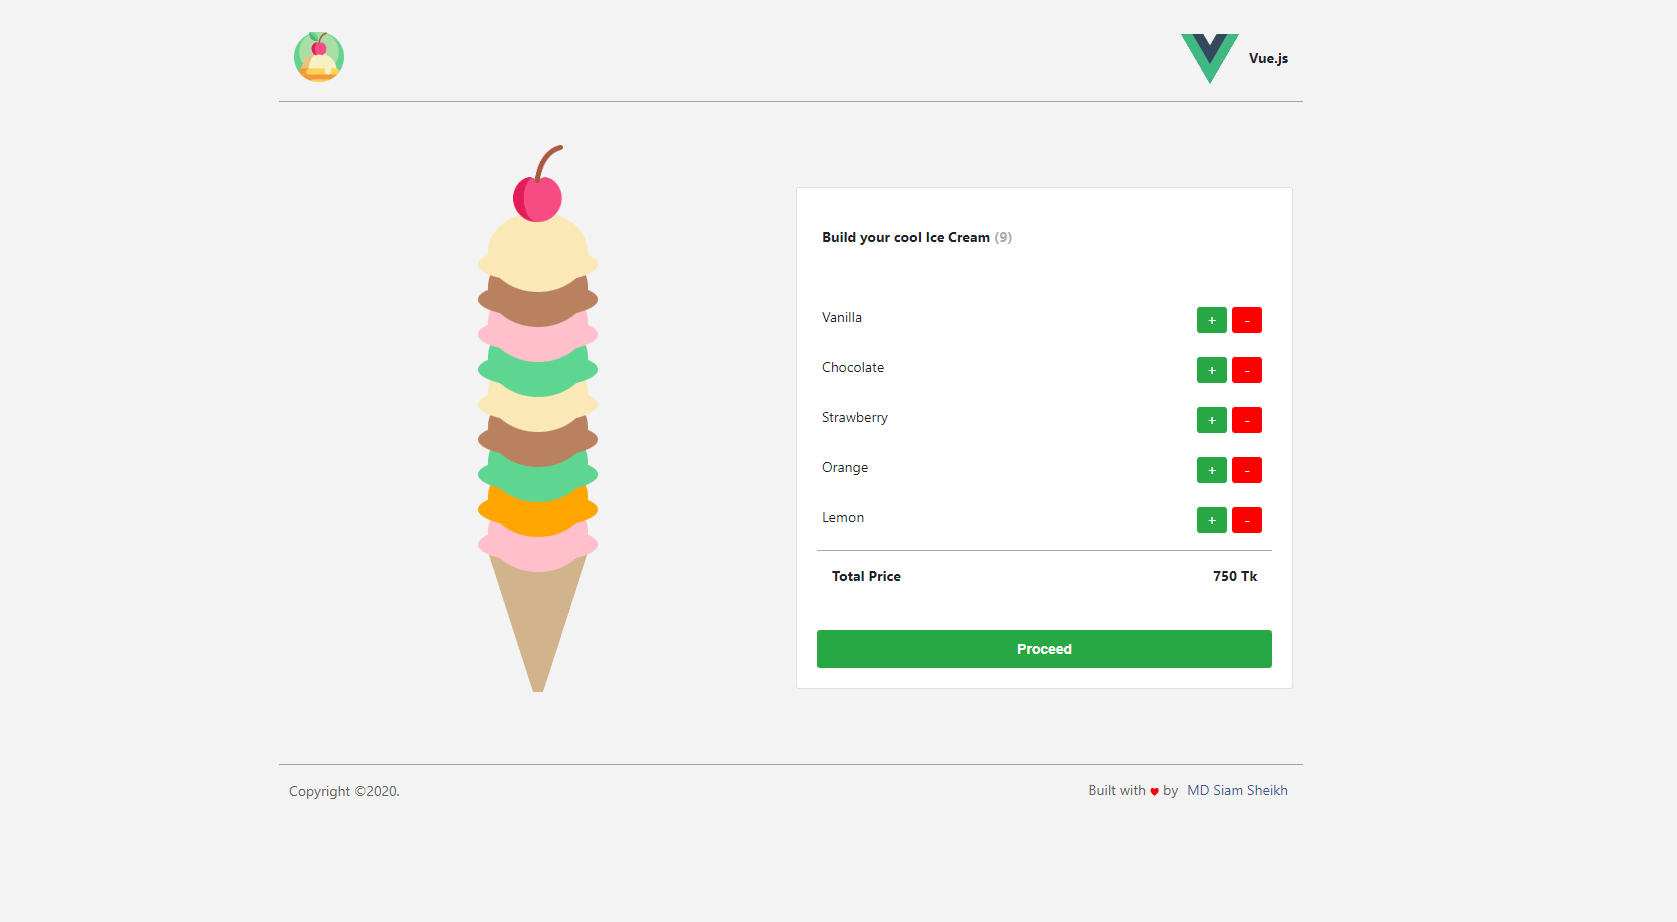 Vue.js
Build your cool Ice Cream (9)
Vanilla + -
Chocolate + -
Strawberry + -
Orange + -
Lemon + -
Total Price 750 Tk
Proceed
Copyright ©2020.
Built with ♥ by MD Siam Sheikh